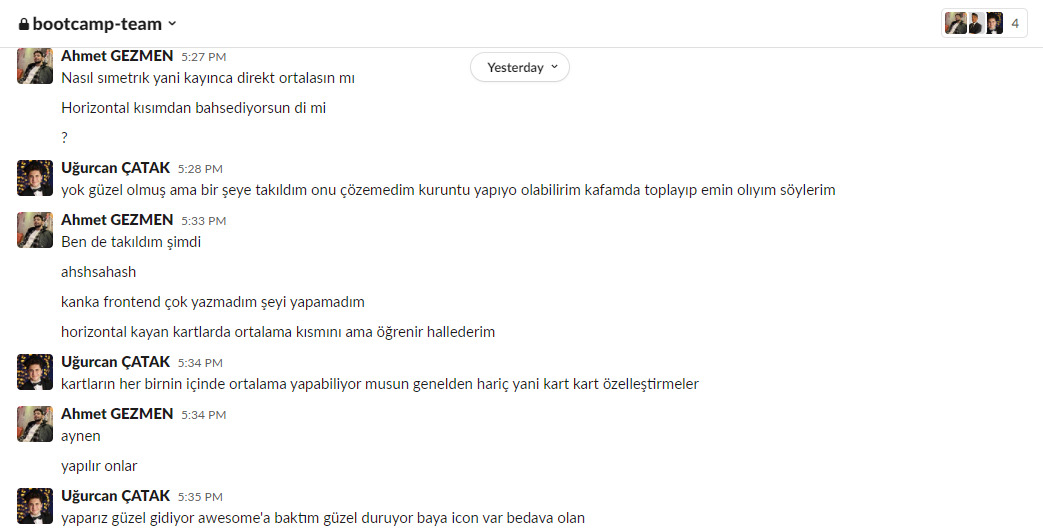 bootcamp-team
4
Ahmet GEZMEN 5:27 PM
Yesterday
Nasıl sımetrık yani kayınca direkt ortalasın mı
Horizontal kısımdan bahsediyorsun di mi
?
Uğurcan ÇATAK 5:28 PM
yok güzel olmuş ama bir şeye takıldım onu çözemedim kuruntu yapıyo olabilirim kafamda toplayıp emin olıyım söylerim
Ahmet GEZMEN 5:33 PM
Ben de takıldım şimdi
ahshsahash
kanka frontend çok yazmadım şeyi yapamadım
horizontal kayan kartlarda ortalama kısmını ama öğrenir hallederim
Uğurcan ÇATAK 5:34 PM
kartların her birnin içinde ortalama yapabiliyor musun genelden hariç yani kart kart özelleştirmeler
Ahmet GEZMEN 5:34 PM
aynen
yapılır onlar
Uğurcan ÇATAK 5:35 PM
yaparız güzel gidiyor awesome'a baktım güzel duruyor baya icon var bedava olan